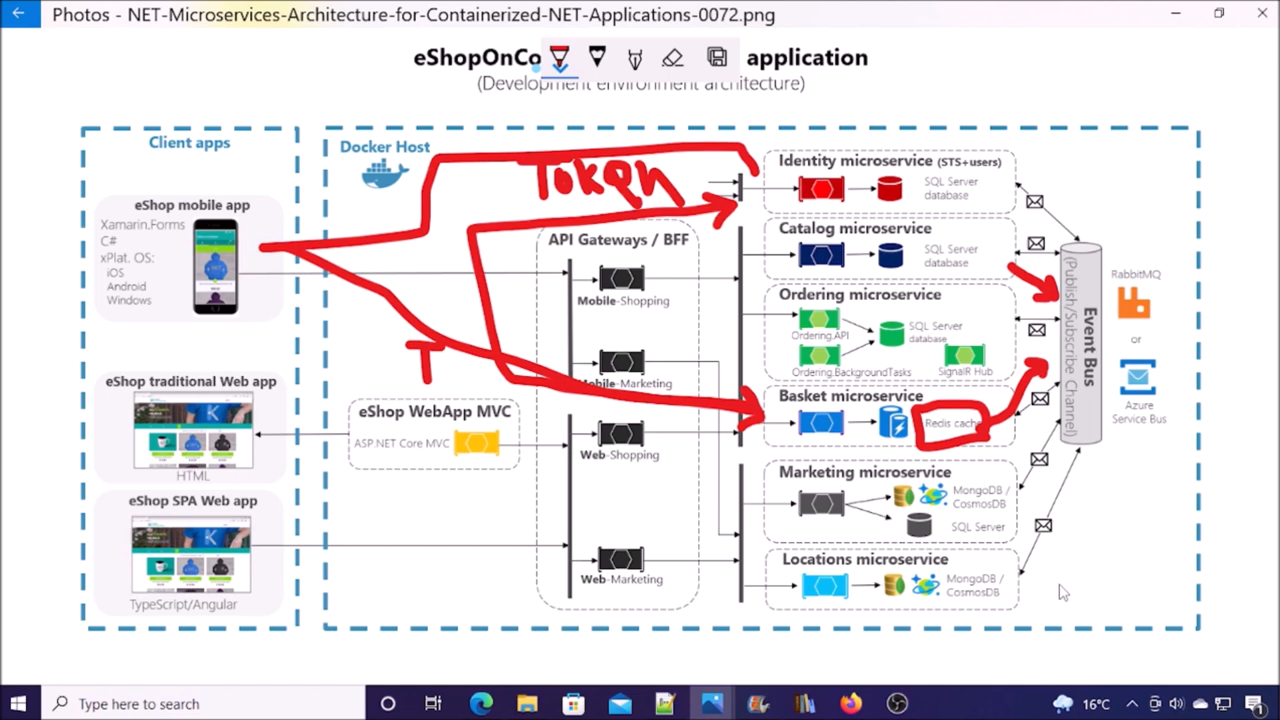 Photos - NET-Microservices-Architecture-for-Containerized-NET-Applications-0072.png
eShopOnCo application
(Development environment architecture)
Client apps
eShop mobile app
Xamarin.Forms
C#
xPlat. OS:
iOS
Android
Windows
eShop traditional Web app
HTML
eShop SPA Web app
TypeScript/Angular
Docker Host
Token
T
eShop WebApp MVC
ASP.NET Core MVC
API Gateways / BFF
Mobile-Shopping
Mobile-Marketing
Web-Shopping
Web-Marketing
Identity microservice (STS+users)
SQL Server
database
Catalog microservice
SQL Server
database
Ordering microservice
Ordering.API
SQL Server
database
Ordering.BackgroundTasks
SignalR Hub
Basket microservice
Redis cache
Marketing microservice
MongoDB /
CosmosDB
SQL Server
Locations microservice
MongoDB /
CosmosDB
Event Bus
(Publish/Subscribe Channel)
RabbitMQ
or
Azure
Service Bus
Type here to search
16°C
1